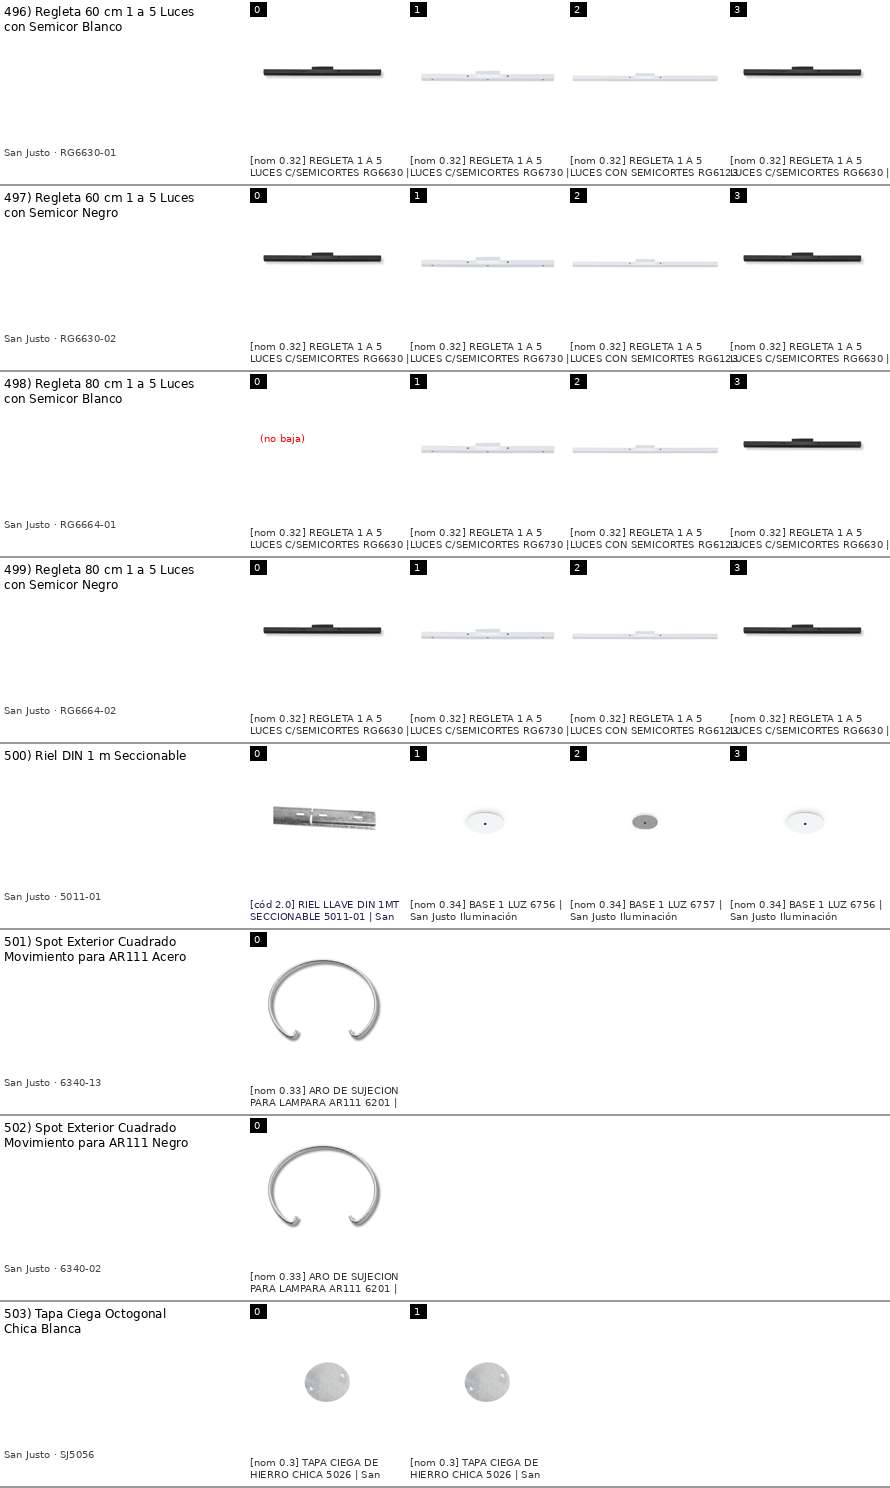 496) Regleta 60 cm 1 a 5 Luces
con Semicor Blanco
0
1
2
3
San Justo · RG6630-01
[nom 0.32] REGLETA 1 A 5
LUCES C/SEMICORTES RG6630 |
[nom 0.32] REGLETA 1 A 5
LUCES C/SEMICORTES RG6730 |
[nom 0.32] REGLETA 1 A 5
LUCES CON SEMICORTES RG6123
[nom 0.32] REGLETA 1 A 5
LUCES C/SEMICORTES RG6630 |
497) Regleta 60 cm 1 a 5 Luces
con Semicor Negro
0
1
2
3
San Justo · RG6630-02
[nom 0.32] REGLETA 1 A 5
LUCES C/SEMICORTES RG6630 |
[nom 0.32] REGLETA 1 A 5
LUCES C/SEMICORTES RG6730 |
[nom 0.32] REGLETA 1 A 5
LUCES CON SEMICORTES RG6123
[nom 0.32] REGLETA 1 A 5
LUCES C/SEMICORTES RG6630 |
498) Regleta 80 cm 1 a 5 Luces
con Semicor Blanco
0
1
2
3
(no baja)
San Justo · RG6664-01
[nom 0.32] REGLETA 1 A 5
LUCES C/SEMICORTES RG6630 |
[nom 0.32] REGLETA 1 A 5
LUCES C/SEMICORTES RG6730 |
[nom 0.32] REGLETA 1 A 5
LUCES CON SEMICORTES RG6123
[nom 0.32] REGLETA 1 A 5
LUCES C/SEMICORTES RG6630 |
499) Regleta 80 cm 1 a 5 Luces
con Semicor Negro
0
1
2
3
San Justo · RG6664-02
[nom 0.32] REGLETA 1 A 5
LUCES C/SEMICORTES RG6630 |
[nom 0.32] REGLETA 1 A 5
LUCES C/SEMICORTES RG6730 |
[nom 0.32] REGLETA 1 A 5
LUCES CON SEMICORTES RG6123
[nom 0.32] REGLETA 1 A 5
LUCES C/SEMICORTES RG6630 |
500) Riel DIN 1 m Seccionable
0
1
2
3
San Justo · 5011-01
[cód 2.0] RIEL LLAVE DIN 1MT
SECCIONABLE 5011-01 | San
[nom 0.34] BASE 1 LUZ 6756 |
San Justo Iluminación
[nom 0.34] BASE 1 LUZ 6757 |
San Justo Iluminación
[nom 0.34] BASE 1 LUZ 6756 |
San Justo Iluminación
501) Spot Exterior Cuadrado
Movimiento para AR111 Acero
0
San Justo · 6340-13
[nom 0.33] ARO DE SUJECION
PARA LAMPARA AR111 6201 |
502) Spot Exterior Cuadrado
Movimiento para AR111 Negro
0
San Justo · 6340-02
[nom 0.33] ARO DE SUJECION
PARA LAMPARA AR111 6201 |
503) Tapa Ciega Octogonal
Chica Blanca
0
1
San Justo · SJ5056
[nom 0.3] TAPA CIEGA DE
HIERRO CHICA 5026 | San
[nom 0.3] TAPA CIEGA DE
HIERRO CHICA 5026 | San